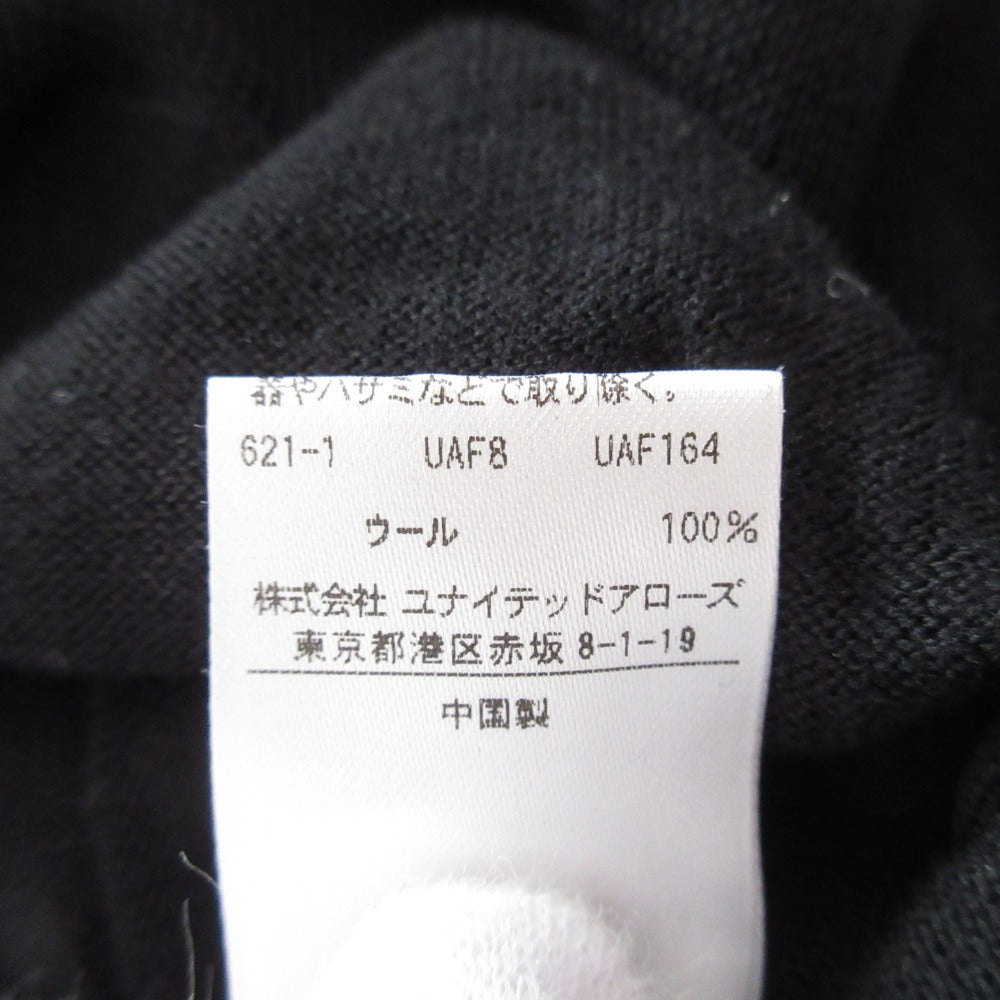 器やハサミなどで取り除く。
621-1 UAF8 UAF164
ウール 100%
株式会社 ユナイテッドアローズ
東京都港区赤坂 8-1-19
中国製